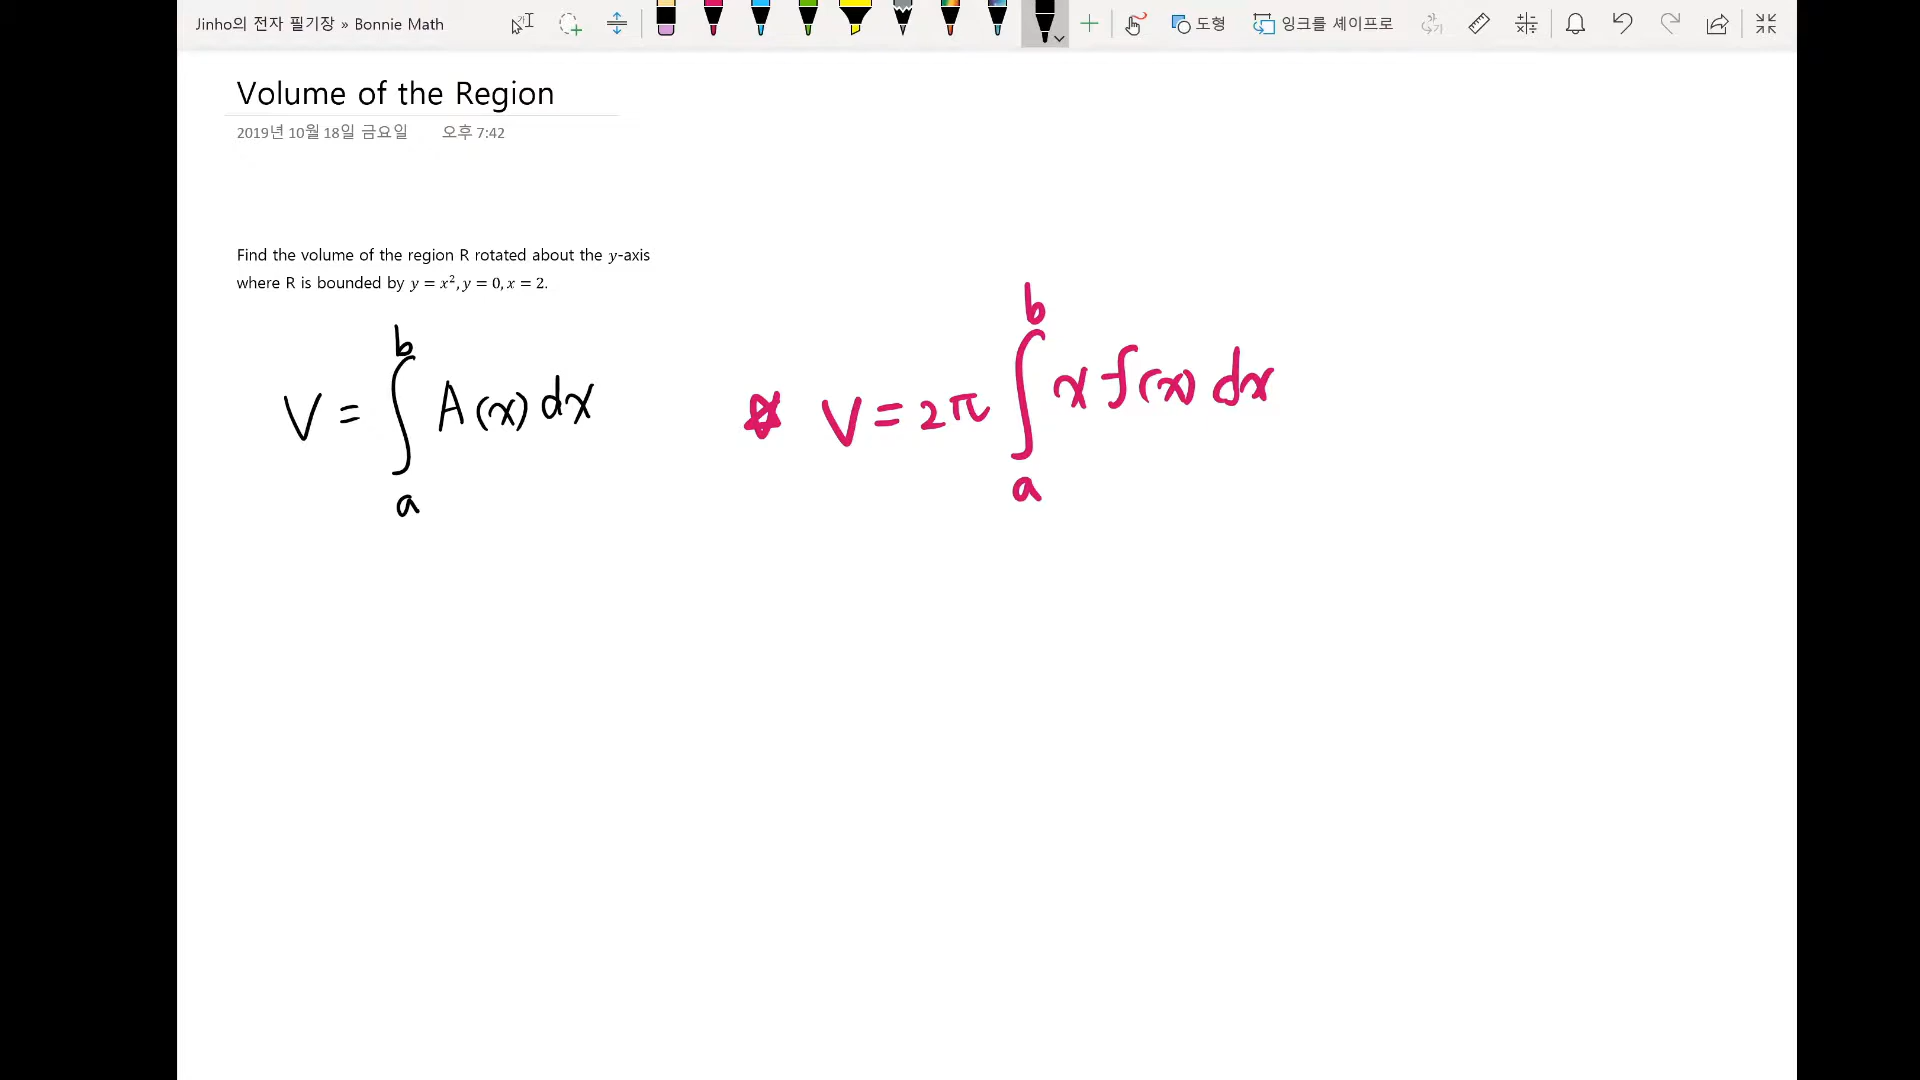 Jinho의 전자 필기장 » Bonnie Math
도형
잉크를 셰이프로
Volume of the Region
2019년 10월 18일 금요일 오후 7:42
Find the volume of the region R rotated about the y-axis
where R is bounded by y = x², y = 0, x = 2.
V = ∫ₐᵇ A(x) dx
☆ V = 2π ∫ₐᵇ x f(x) dx